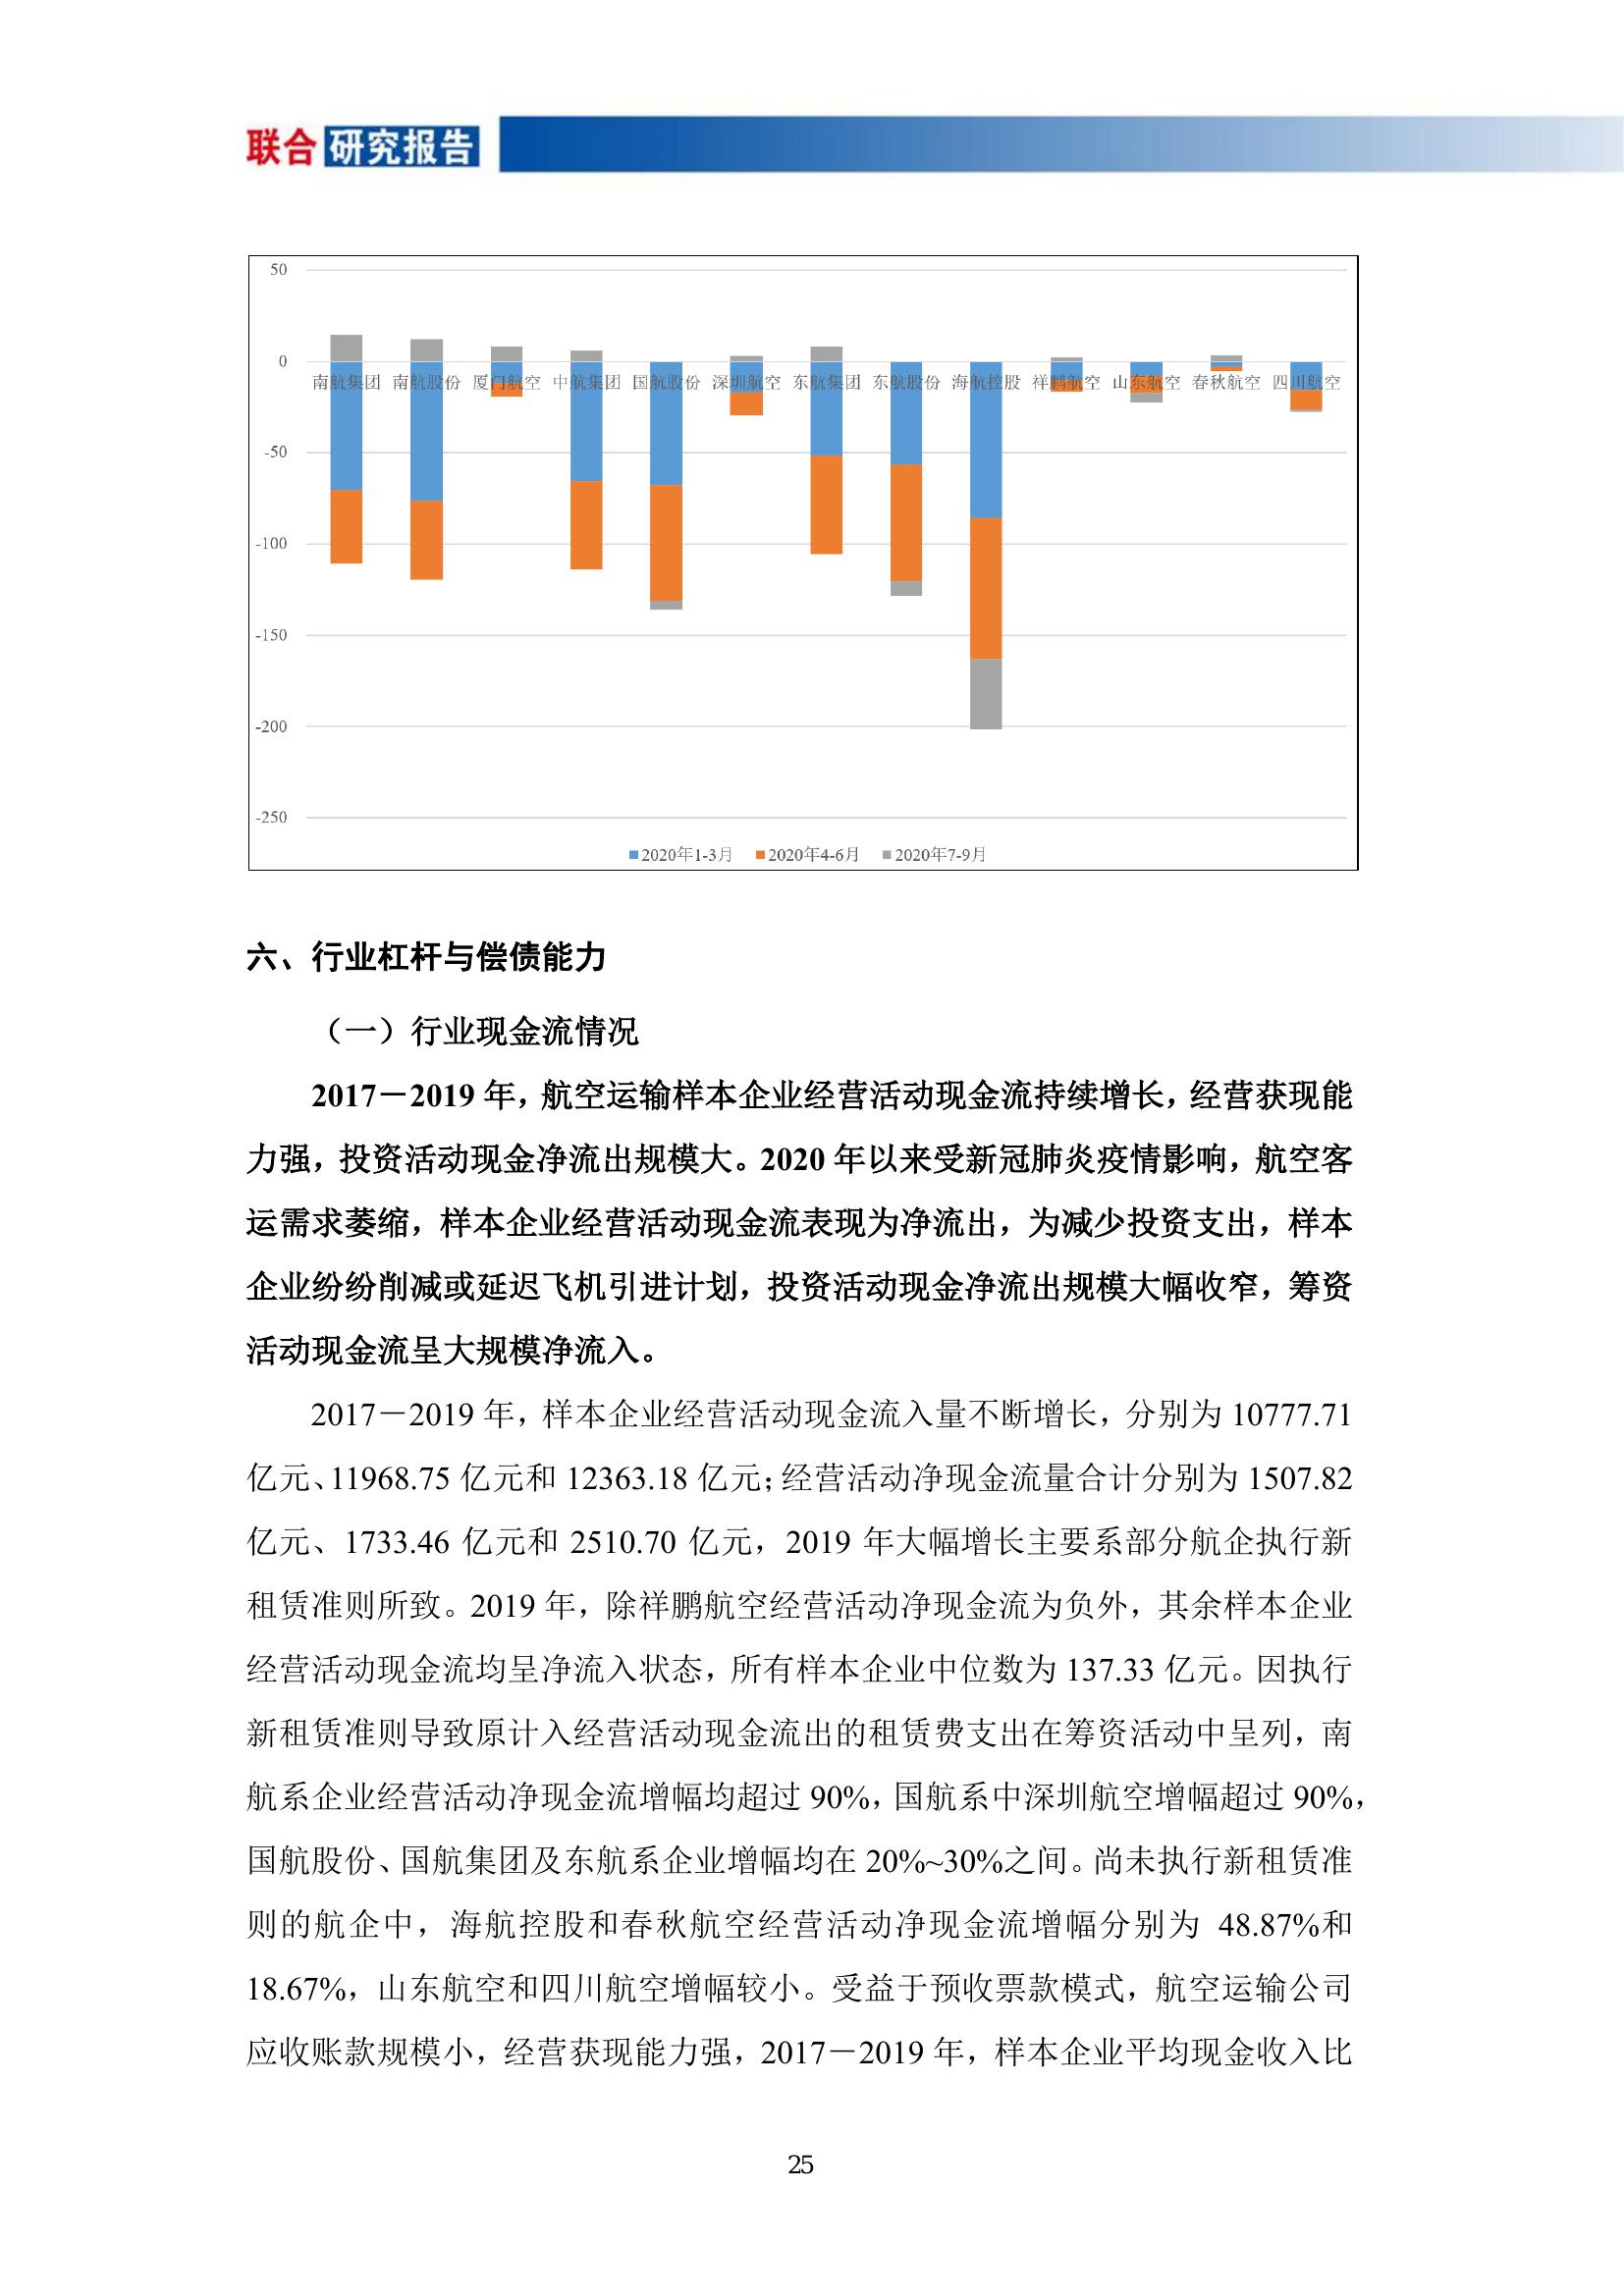 联合 研究报告
50
0
南航集团 南航股份 厦门航空 中航集团 国航股份 深圳航空 东航集团 东航股份 海航控股 祥鹏航空 山东航空 春秋航空 四川航空
-50
-100
-150
-200
-250
2020年1-3月 2020年4-6月 2020年7-9月
六、行业杠杆与偿债能力
（一）行业现金流情况
2017－2019 年，航空运输样本企业经营活动现金流持续增长，经营获现能
力强，投资活动现金净流出规模大。2020 年以来受新冠肺炎疫情影响，航空客
运需求萎缩，样本企业经营活动现金流表现为净流出，为减少投资支出，样本
企业纷纷削减或延迟飞机引进计划，投资活动现金净流出规模大幅收窄，筹资
活动现金流呈大规模净流入。
2017－2019 年，样本企业经营活动现金流入量不断增长，分别为 10777.71
亿元、11968.75 亿元和 12363.18 亿元；经营活动净现金流量合计分别为 1507.82
亿元、1733.46 亿元和 2510.70 亿元，2019 年大幅增长主要系部分航企执行新
租赁准则所致。2019 年，除祥鹏航空经营活动净现金流为负外，其余样本企业
经营活动现金流均呈净流入状态，所有样本企业中位数为 137.33 亿元。因执行
新租赁准则导致原计入经营活动现金流出的租赁费支出在筹资活动中呈列，南
航系企业经营活动净现金流增幅均超过 90%，国航系中深圳航空增幅超过 90%，
国航股份、国航集团及东航系企业增幅均在 20%~30%之间。尚未执行新租赁准
则的航企中，海航控股和春秋航空经营活动净现金流增幅分别为 48.87%和
18.67%，山东航空和四川航空增幅较小。受益于预收票款模式，航空运输公司
应收账款规模小，经营获现能力强，2017－2019 年，样本企业平均现金收入比
25